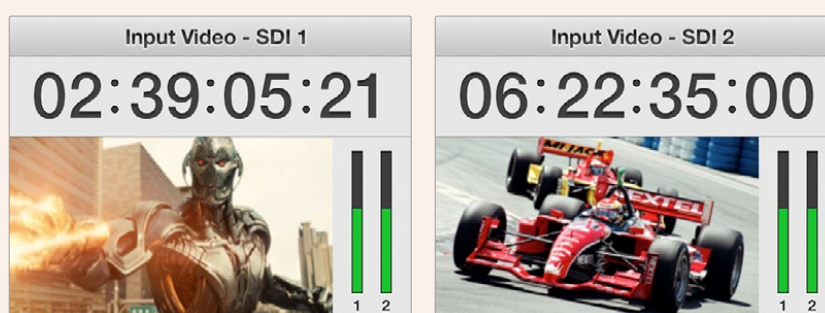 Input Video - SDI 1
02:39:05:21
1 2
Input Video - SDI 2
06:22:35:00
EXTEL
1 2